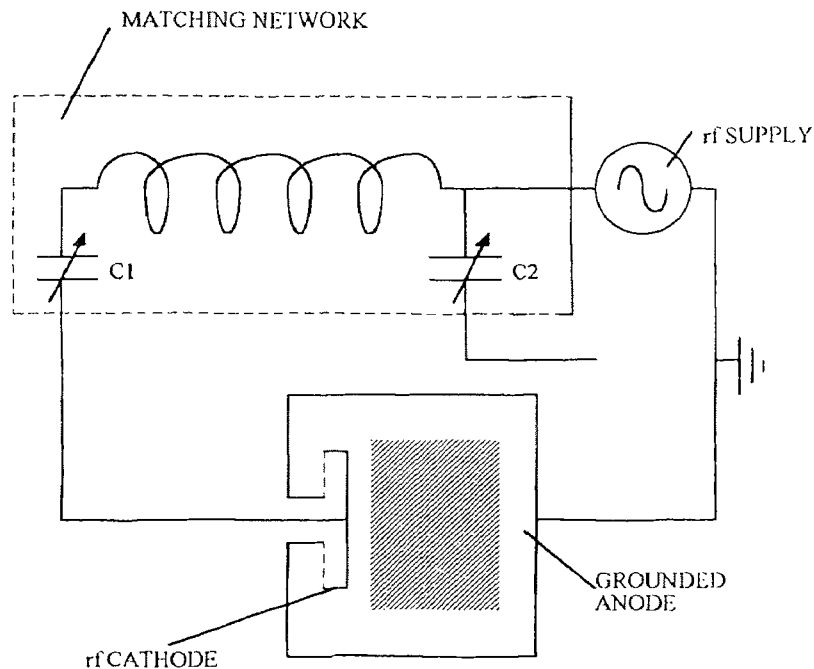 MATCHING NETWORK
rf SUPPLY
C1
C2
GROUNDED
ANODE
rf CATHODE